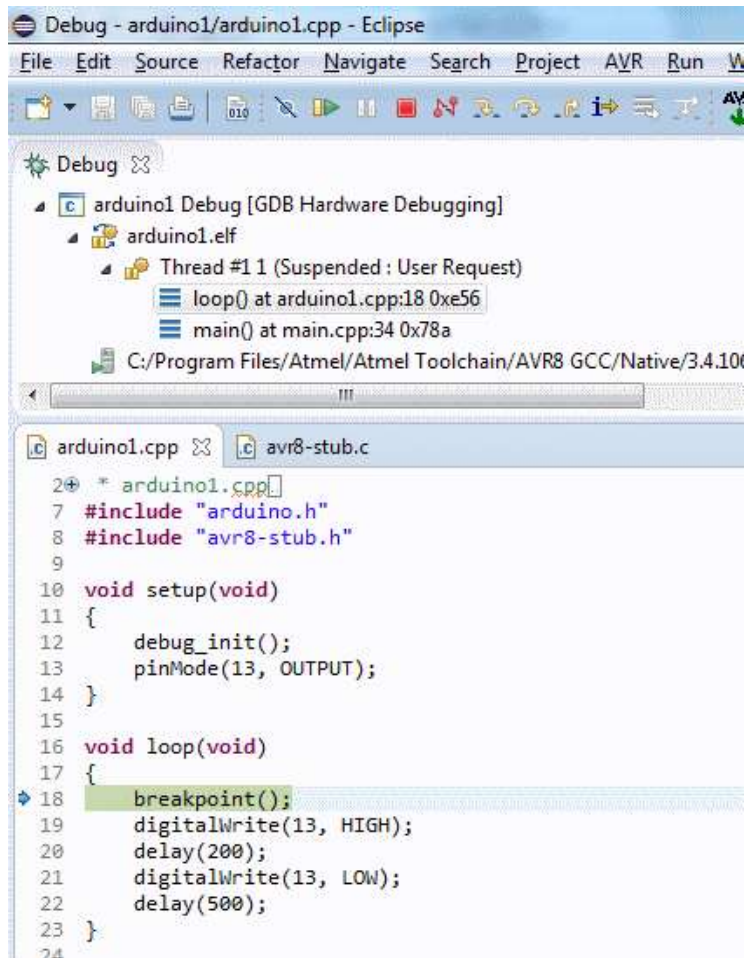 Debug - arduino1/arduino1.cpp - Eclipse
File Edit Source Refactor Navigate Search Project AVR Run W
010 i AV
Debug
c arduino1 Debug [GDB Hardware Debugging]
arduino1.elf
Thread #1 1 (Suspended : User Request)
loop() at arduino1.cpp:18 0xe56
main() at main.cpp:34 0x78a
C:/Program Files/Atmel/Atmel Toolchain/AVR8 GCC/Native/3.4.106
.c arduino1.cpp .c avr8-stub.c
2 * arduino1.cpp
7 #include "arduino.h"
8 #include "avr8-stub.h"
9
10 void setup(void)
11 {
12 debug_init();
13 pinMode(13, OUTPUT);
14 }
15
16 void loop(void)
17 {
18 breakpoint();
19 digitalWrite(13, HIGH);
20 delay(200);
21 digitalWrite(13, LOW);
22 delay(500);
23 }
24